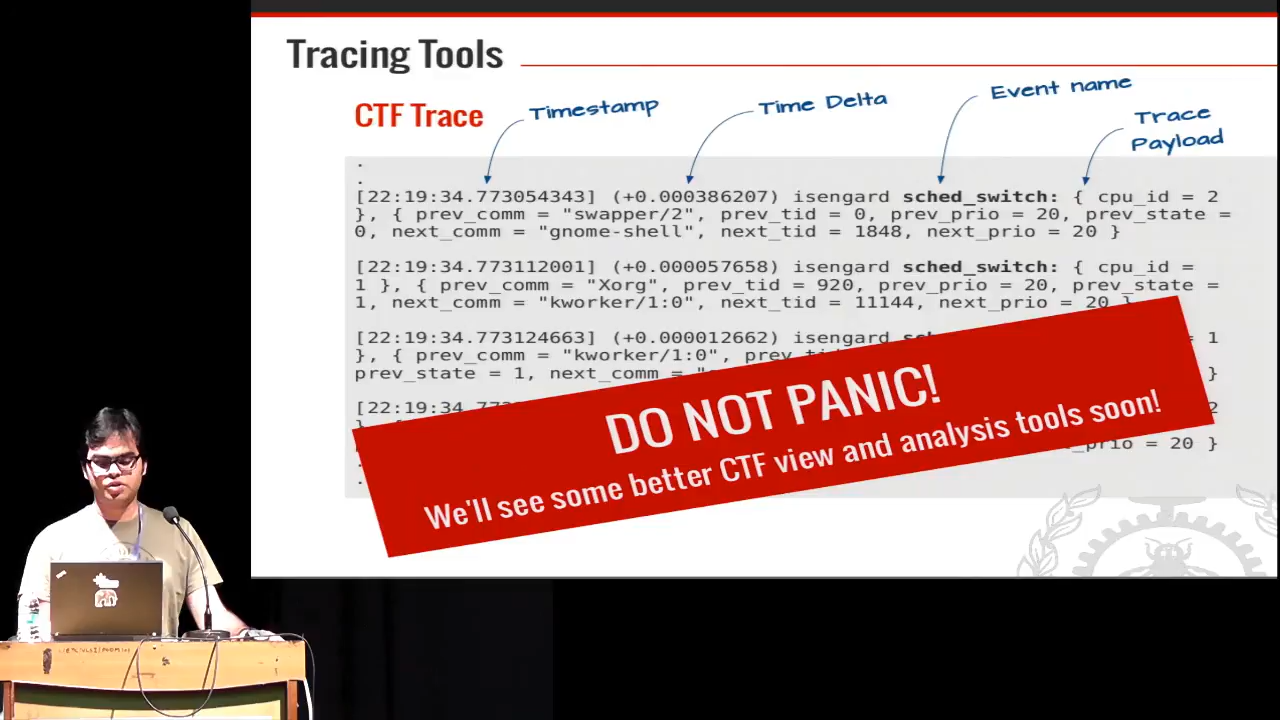 Tracing Tools
CTF Trace
Timestamp
Time Delta
Event name
Trace
Payload
.
.
[22:19:34.773054343] (+0.000386207) isengard sched_switch: { cpu_id = 2
}, { prev_comm = "swapper/2", prev_tid = 0, prev_prio = 20, prev_state =
0, next_comm = "gnome-shell", next_tid = 1848, next_prio = 20 }
[22:19:34.773112001] (+0.000057658) isengard sched_switch: { cpu_id =
1 }, { prev_comm = "Xorg", prev_tid = 920, prev_prio = 20, prev_state =
1, next_comm = "kworker/1:0", next_tid = 11144, next_prio = 20 }
[22:19:34.773124663] (+0.000012662) isengard 1
}, { prev_comm = "kworker/1:0",
prev_state = 1, next_comm = }
[22:19:34 2
prio = 20 }
DO NOT PANIC!
We'll see some better CTF view and analysis tools soon!